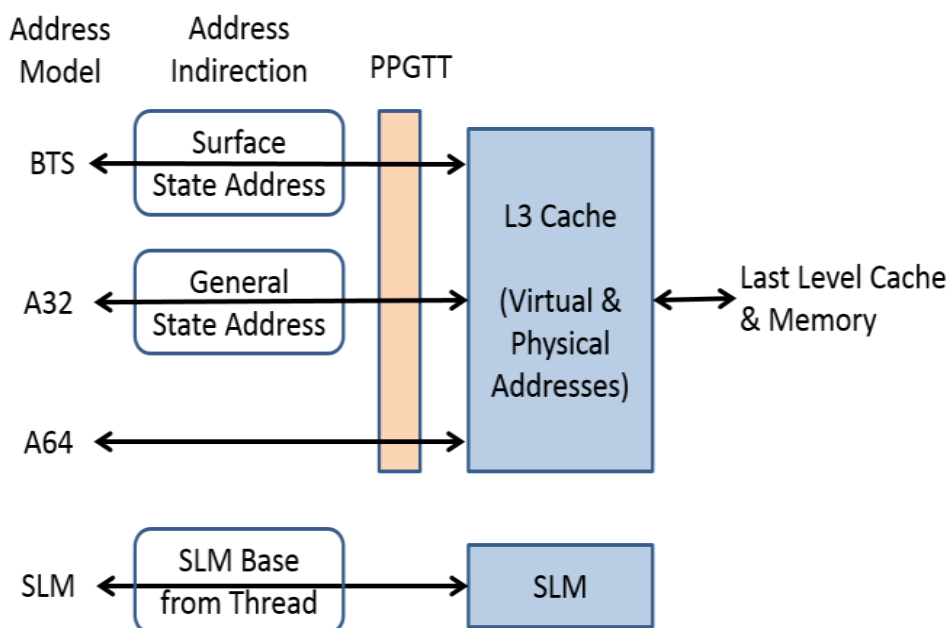 Address
Model
Address
Indirection
PPGTT
BTS
Surface
State Address
L3 Cache
(Virtual &
Physical
Addresses)
A32
General
State Address
Last Level Cache
& Memory
A64
SLM
SLM Base
from Thread
SLM